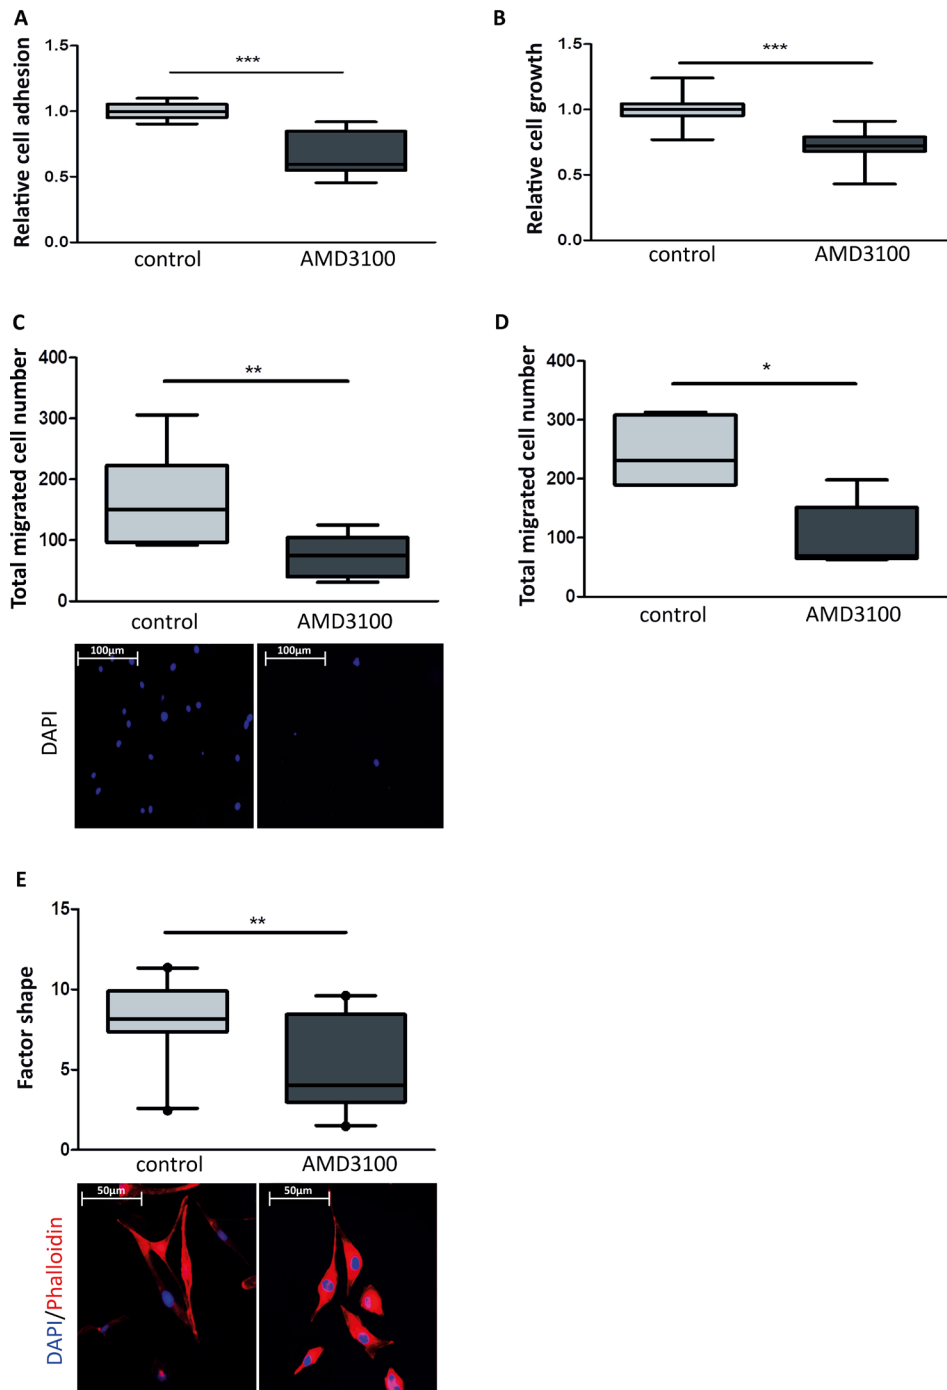 A
Relative cell adhesion
1.5
1.0
0.5
0.0
***
control
AMD3100
B
Relative cell growth
1.5
1.0
0.5
0.0
***
control
AMD3100
C
Total migrated cell number
400
300
200
100
0
**
control
AMD3100
DAPI
100µm
100µm
D
Total migrated cell number
400
300
200
100
0
*
control
AMD3100
E
Factor shape
15
10
5
0
**
control
AMD3100
DAPI/Phalloidin
50µm
50µm